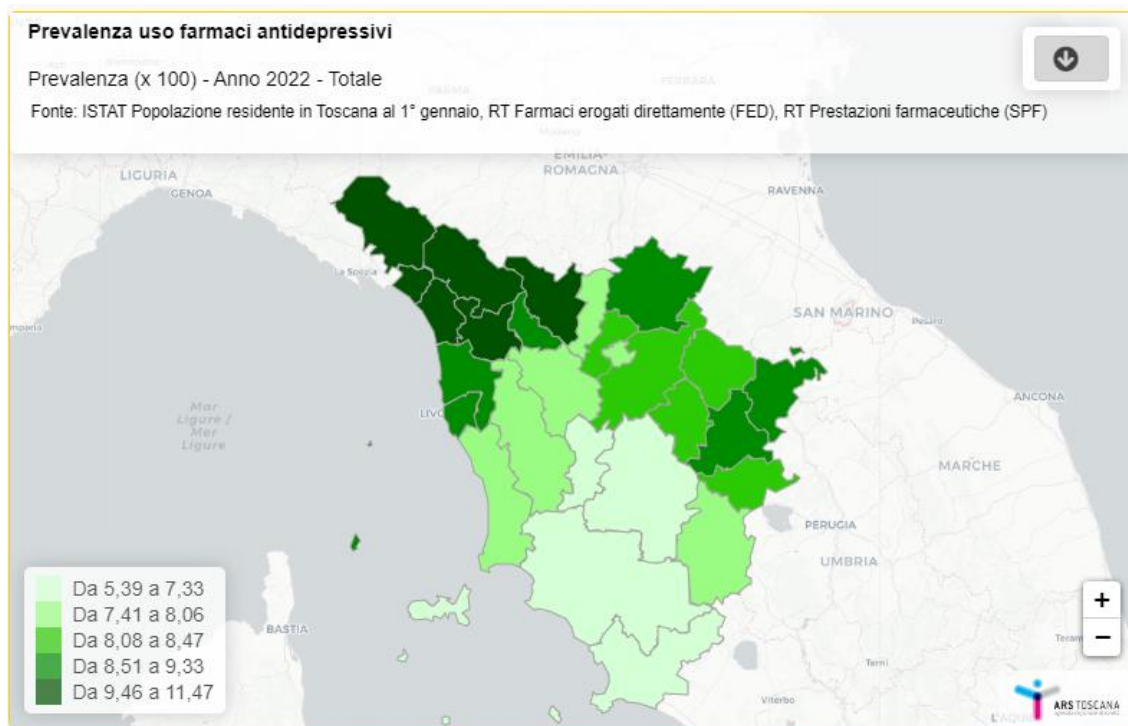 Prevalenza uso farmaci antidepressivi
Prevalenza (x 100) - Anno 2022 - Totale
Fonte: ISTAT Popolazione residente in Toscana al 1° gennaio, RT Farmaci erogati direttamente (FED), RT Prestazioni farmaceutiche (SPF)
PARMA
FERRARA
Modena
EMILIA-
ROMAGNA
LIGURIA
GENOA
RAVENNA
La Spezia
SAN MARINO
Pesaro
ANCONA
Mar
Ligure /
Mer
Ligure
LIVO
MARCHE
PERUGIA
UMBRIA
Da 5,39 a 7,33
Da 7,41 a 8,06
Da 8,08 a 8,47
Da 8,51 a 9,33
Da 9,46 a 11,47
BASTIA
+
−
Terni
Viterbo
ARS TOSCANA